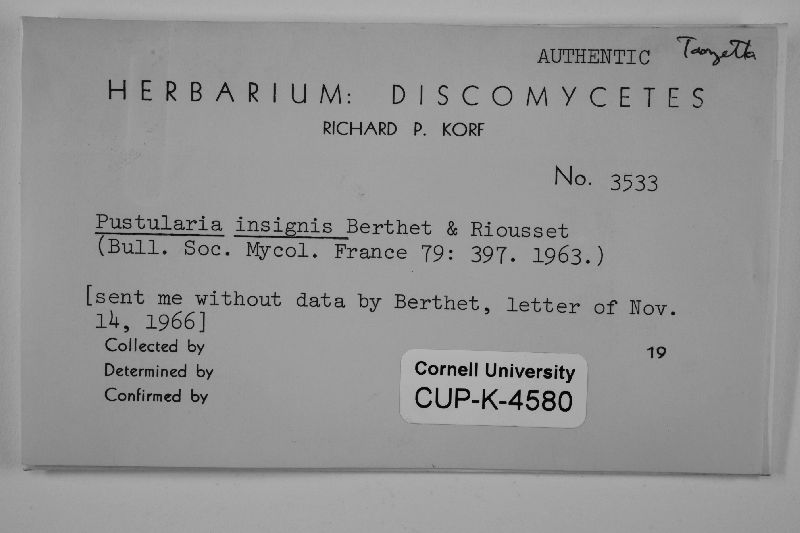 AUTHENTIC Tarzetta
HERBARIUM: DISCOMYCETES
RICHARD P. KORF
No. 3533
Pustularia insignis Berthet & Riousset
(Bull. Soc. Mycol. France 79: 397. 1963.)
[sent me without data by Berthet, letter of Nov.
14, 1966]
Collected by 19
Determined by
Confirmed by
Cornell University
CUP-K-4580